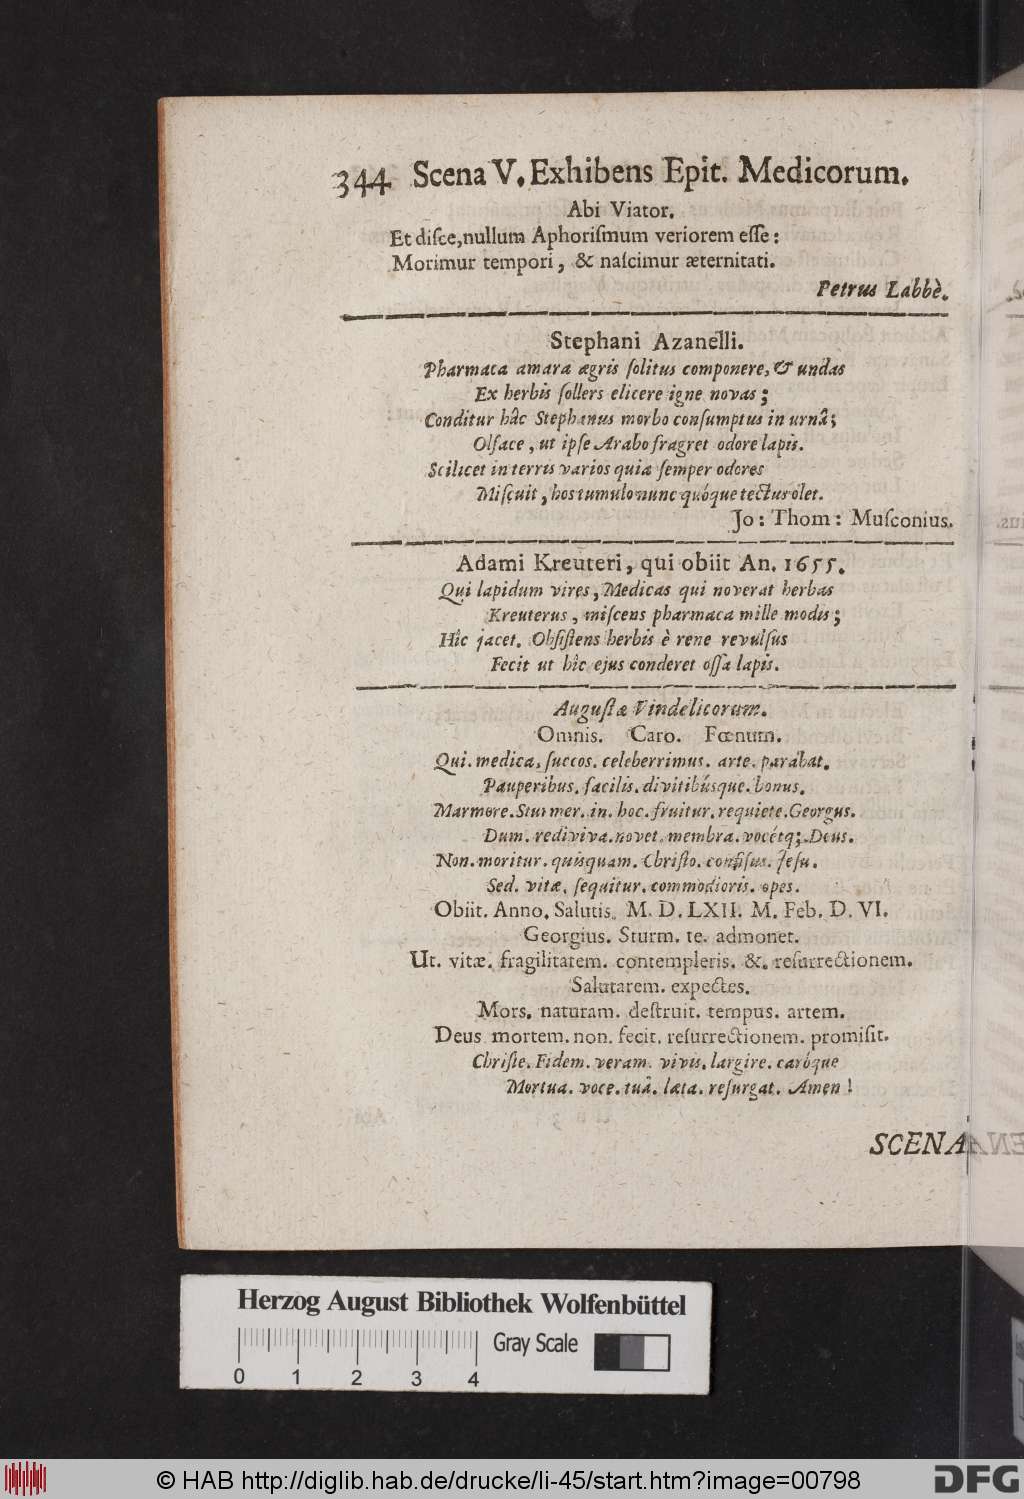 344 Scena V. Exhibens Epit. Medicorum.
Abi Viator.
Et diſce, nullum Aphoriſmum veriorem eſſe:
Morimur tempori, & naſcimur æternitati.
Petrus Labbè.
Stephani Azanelli.
Pharmaca amara ægris ſolitus componere, & undas
Ex herbis ſollers elicere igne novas;
Conditur hâc Stephanus morbo conſumptus in urnâ;
Olface, ut ipſe Arabo fragret odore lapis.
Scilicet in terris varios quia ſemper odores
Miſcuit, hos tumulo nunc quóque tectus olet.
Jo: Thom: Muſconius.
Adami Kreuteri, qui obiit An. 1655.
Qui lapidum vires, Medicas qui noverat herbas
Kreuterus, miſcens pharmaca mille modis;
Hîc jacet. Obſiſtens herbis è rene revulſus
Fecit ut hîc ejus conderet oſſa lapis.
Auguſtæ Vindelicorum.
Omnis. Caro. Fœnum.
Qui. medica. ſuccos. celeberrimus. arte. parabat.
Pauperibus. facilis. divitibúsque. bonus.
Marmore. Sturmer. in. hoc. fruitur. requiete. Georgus.
Dum. rediviva. novet. membra. vocétq;. Deus.
Non. moritur. quisquam. Chriſto. confiſus. Jeſu.
Sed. vitæ. ſequitur. commodioris. opes.
Obiit. Anno. Salutis. M. D. LXII. M. Feb. D. VI.
Georgius. Sturm. te. admonet.
Ut. vitæ. fragilitatem. contempleris. &. reſurrectionem.
Salutarem. expectes.
Mors. naturam. deſtruit. tempus. artem.
Deus mortem. non. fecit. reſurrectionem. promiſit.
Chriſte. Fidem. veram. vivis. largire. caróque
Mortua. voce. tuâ. læta. reſurgat. Amen!
SCENA
Herzog August Bibliothek Wolfenbüttel
Gray Scale
0 1 2 3 4
© HAB http://diglib.hab.de/drucke/li-45/start.htm?image=00798
DFG